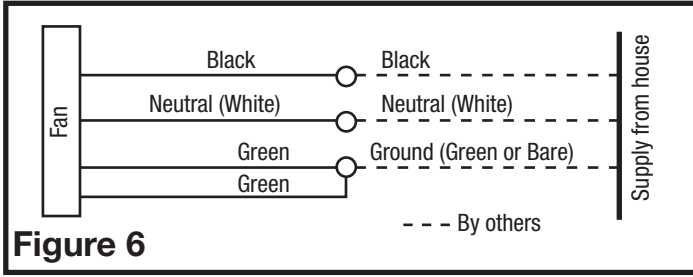 Black Black
Neutral (White) Neutral (White)
Fan
Green Ground (Green or Bare)
Green
Supply from house
By others
Figure 6